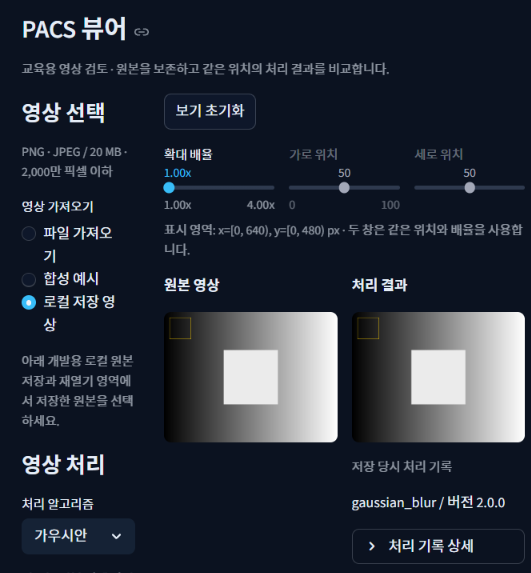 PACS 뷰어
교육용 영상 검토 · 원본을 보존하고 같은 위치의 처리 결과를 비교합니다.
영상 선택
PNG · JPEG / 20 MB ·
2,000만 픽셀 이하
영상 가져오기
파일 가져오
기
합성 예시
로컬 저장 영
상
아래 개발용 로컬 원본
저장과 재열기 영역에
서 저장한 원본을 선택
하세요.
영상 처리
처리 알고리즘
가우시안
보기 초기화
확대 배율
1.00x
1.00x 4.00x
가로 위치
50
0 100
세로 위치
50
표시 영역: x=[0, 640), y=[0, 480) px · 두 창은 같은 위치와 배율을 사용합
니다.
원본 영상
처리 결과
저장 당시 처리 기록
gaussian_blur / 버전 2.0.0
처리 기록 상세